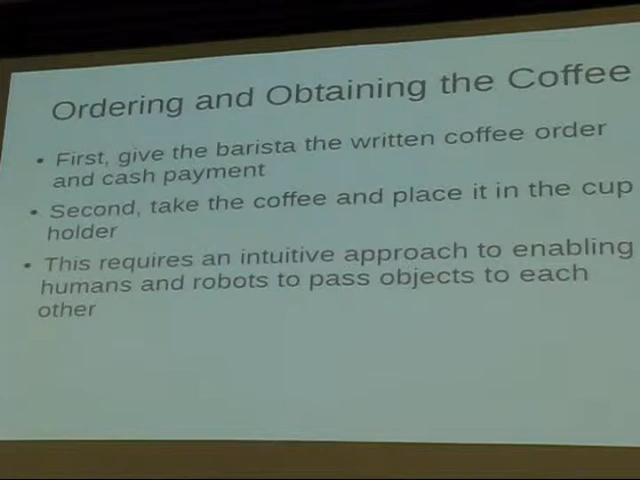 Ordering and Obtaining the Coffee
• First, give the barista the written coffee order
and cash payment
• Second, take the coffee and place it in the cup
holder
• This requires an intuitive approach to enabling
humans and robots to pass objects to each
other